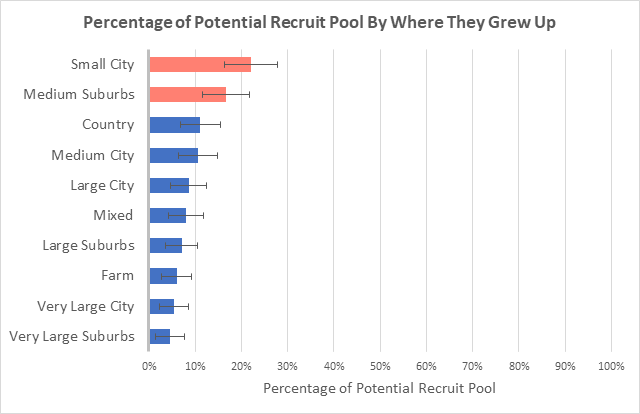 Percentage of Potential Recruit Pool By Where They Grew Up
Small City
Medium Suburbs
Country
Medium City
Large City
Mixed
Large Suburbs
Farm
Very Large City
Very Large Suburbs
0% 10% 20% 30% 40% 50% 60% 70% 80% 90% 100%
Percentage of Potential Recruit Pool